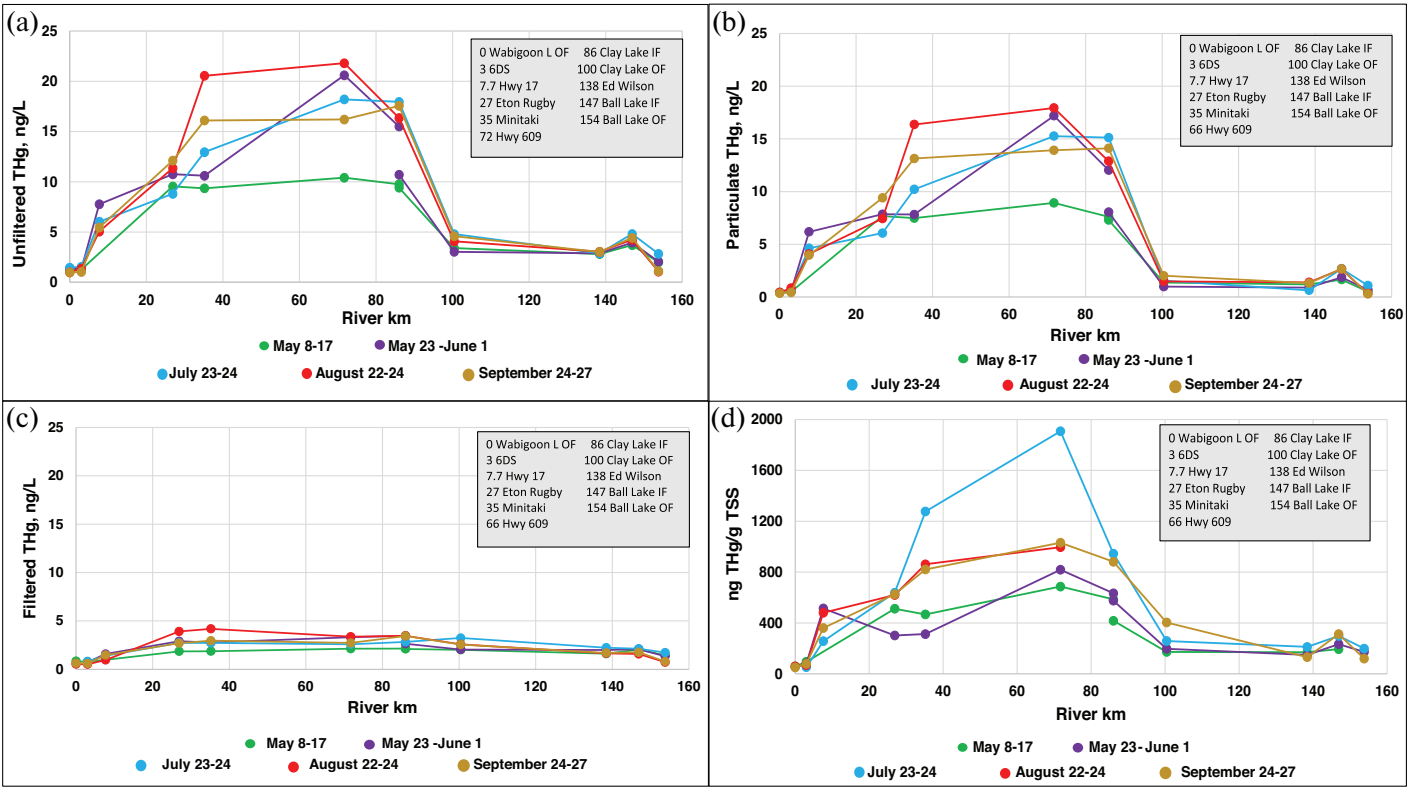 (a)
Unfiltered THg, ng/L
25
20
15
10
5
0
0 Wabigoon L OF 86 Clay Lake IF
3 6DS 100 Clay Lake OF
7.7 Hwy 17 138 Ed Wilson
27 Eton Rugby 147 Ball Lake IF
35 Minitaki 154 Ball Lake OF
72 Hwy 609
0 20 40 60 80 100 120 140 160
River km
May 8-17 May 23 -June 1
July 23-24 August 22-24 September 24-27
(b)
Particulate THg, ng/L
25
20
15
10
5
0
0 Wabigoon L OF 86 Clay Lake IF
3 6DS 100 Clay Lake OF
7.7 Hwy 17 138 Ed Wilson
27 Eton Rugby 147 Ball Lake IF
35 Minitaki 154 Ball Lake OF
66 Hwy 609
0 20 40 60 80 100 120 140 160
River km
May 8-17 May 23 -June 1
July 23-24 August 22-24 September 24-27
(c)
Filtered THg, ng/L
25
20
15
10
5
0
0 Wabigoon L OF 86 Clay Lake IF
3 6DS 100 Clay Lake OF
7.7 Hwy 17 138 Ed Wilson
27 Eton Rugby 147 Ball Lake IF
35 Minitaki 154 Ball Lake OF
66 Hwy 609
0 20 40 60 80 100 120 140 160
River km
May 8-17 May 23 -June 1
July 23-24 August 22-24 September 24-27
(d)
ng THg/g TSS
2000
1600
1200
800
400
0
0 Wabigoon L OF 86 Clay Lake IF
3 6DS 100 Clay Lake OF
7.7 Hwy 17 138 Ed Wilson
27 Eton Rugby 147 Ball Lake IF
35 Minitaki 154 Ball Lake OF
66 Hwy 609
0 20 40 60 80 100 120 140 160
River km
May 8-17 May 23- June 1
July 23-24 August 22-24 September 24-27